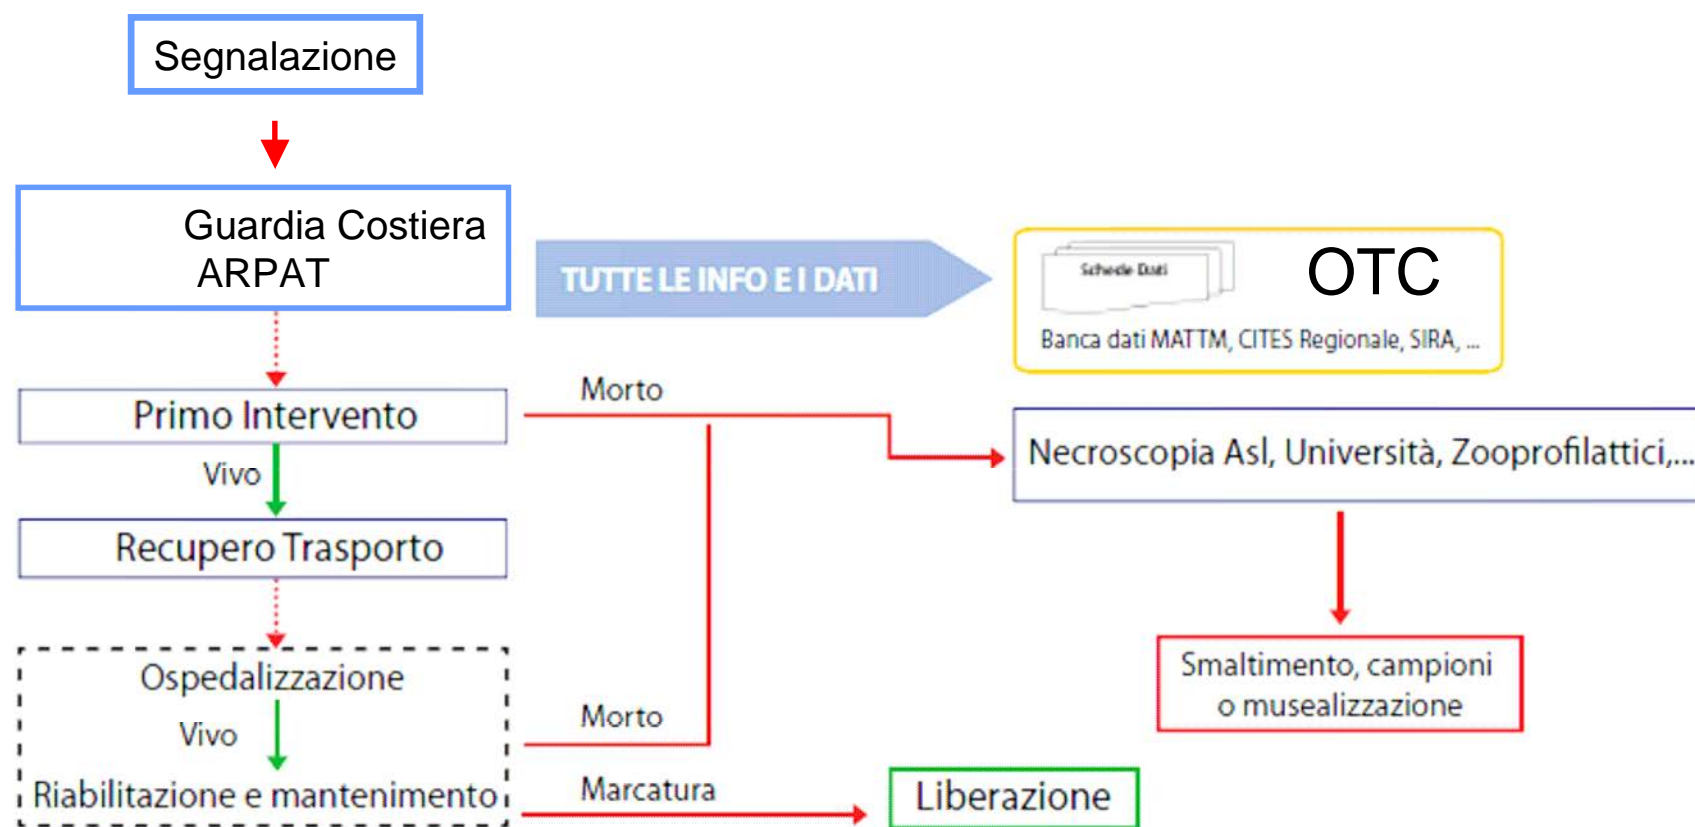 Segnalazione
Guardia Costiera
ARPAT
TUTTE LE INFO E I DATI
Schede Dati
OTC
Banca dati MATTM, CITES Regionale, SIRA, ...
Primo Intervento
Morto
Necroscopia Asl, Università, Zooprofilattici,...
Vivo
Recupero Trasporto
Ospedalizzazione
Vivo
Riabilitazione e mantenimento
Morto
Marcatura
Smaltimento, campioni
o musealizzazione
Liberazione